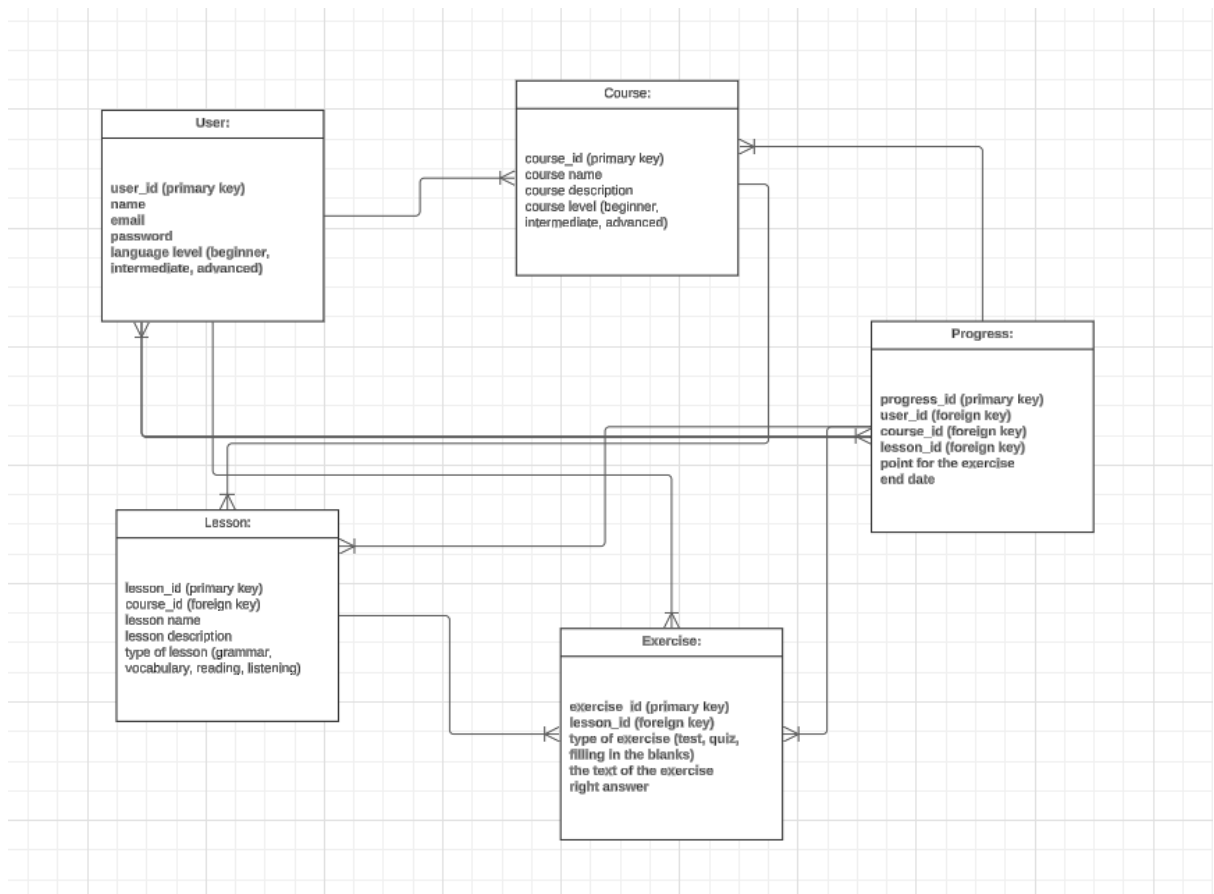 User:
user_id (primary key)
name
email
password
language level (beginner,
intermediate, advanced)
Course:
course_id (primary key)
course name
course description
course level (beginner,
intermediate, advanced)
Progress:
progress_id (primary key)
user_id (foreign key)
course_id (foreign key)
lesson_id (foreign key)
point for the exercise
end date
Lesson:
lesson_id (primary key)
course_id (foreign key)
lesson name
lesson description
type of lesson (grammar,
vocabulary, reading, listening)
Exercise:
exercise_id (primary key)
lesson_id (foreign key)
type of exercise (test, quiz,
filling in the blanks)
the text of the exercise
right answer